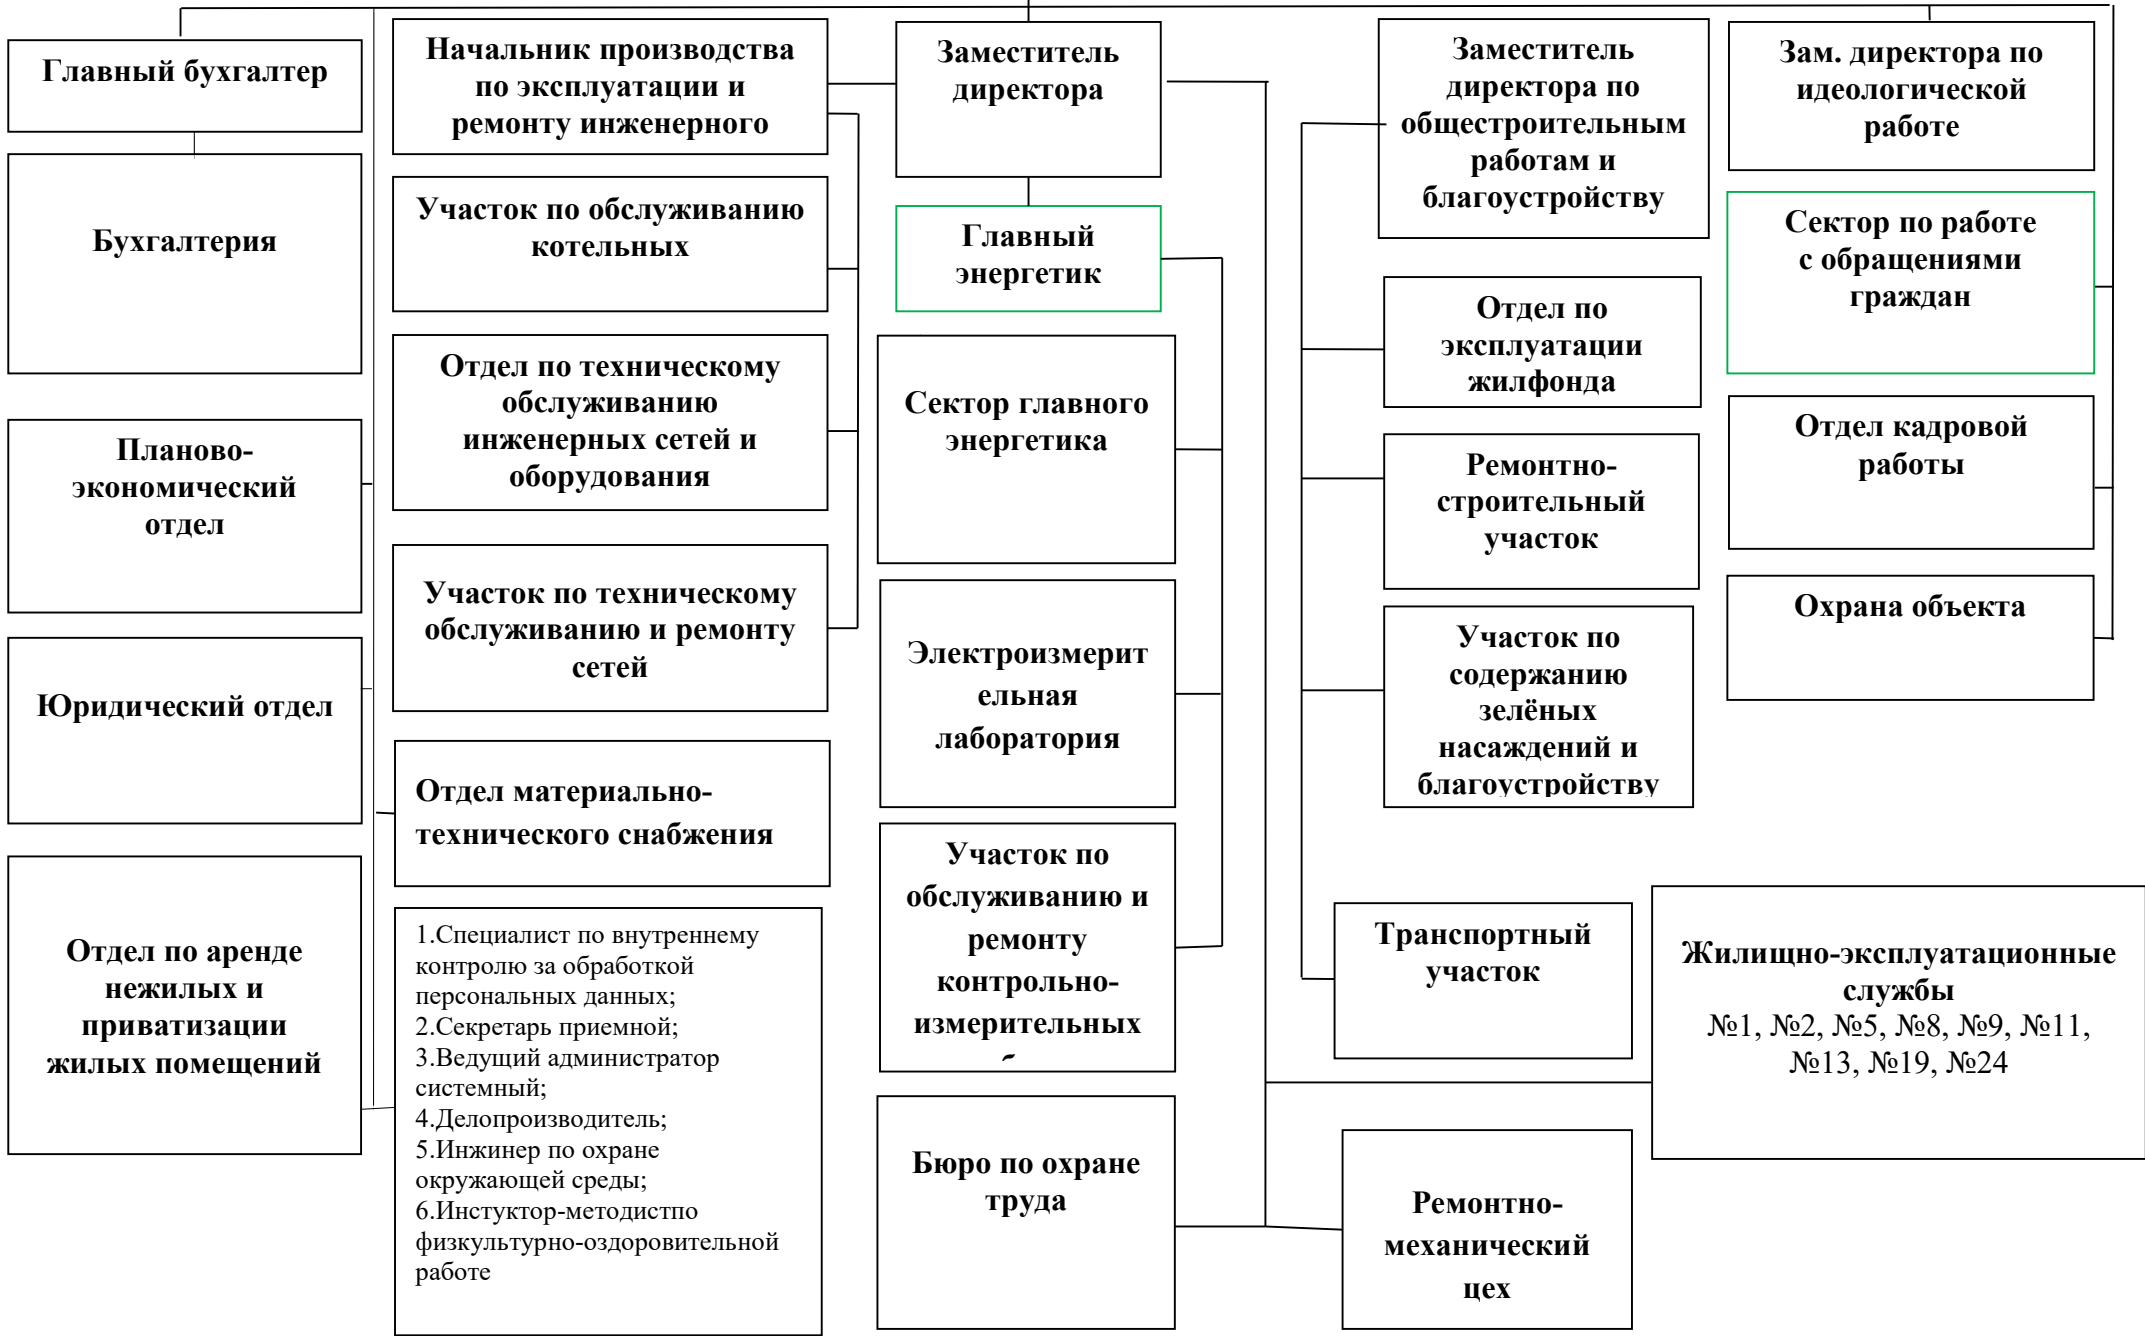 Главный бухгалтер
Бухгалтерия
Планово-
экономический
отдел
Юридический отдел
Отдел по аренде
нежилых и
приватизации
жилых помещений
Начальник производства
по эксплуатации и
ремонту инженерного
Участок по обслуживанию
котельных
Отдел по техническому
обслуживанию
инженерных сетей и
оборудования
Участок по техническому
обслуживанию и ремонту
сетей
Отдел материально-
технического снабжения
1.Специалист по внутреннему
контролю за обработкой
персональных данных;
2.Секретарь приемной;
3.Ведущий администратор
системный;
4.Делопроизводитель;
5.Инжинер по охране
окружающей среды;
6.Инстуктор-методистпо
физкультурно-оздоровительной
работе
Заместитель
директора
Главный
энергетик
Сектор главного
энергетика
Электроизмерит
ельная
лаборатория
Участок по
обслуживанию и
ремонту
контрольно-
измерительных
Бюро по охране
труда
Заместитель
директора по
общестроительным
работам и
благоустройству
Отдел по
эксплуатации
жилфонда
Ремонтно-
строительный
участок
Участок по
содержанию
зелёных
насаждений и
благоустройству
Транспортный
участок
Ремонтно-
механический
цех
Зам. директора по
идеологической
работе
Сектор по работе
с обращениями
граждан
Отдел кадровой
работы
Охрана объекта
Жилищно-эксплуатационные
службы
№1, №2, №5, №8, №9, №11,
№13, №19, №24